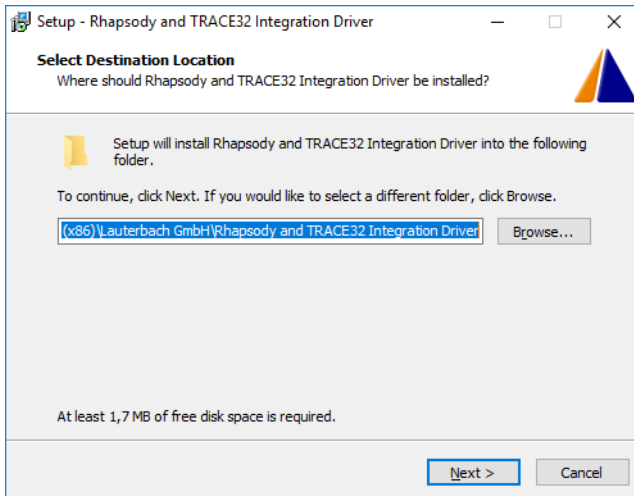 Setup - Rhapsody and TRACE32 Integration Driver
Select Destination Location
Where should Rhapsody and TRACE32 Integration Driver be installed?
Setup will install Rhapsody and TRACE32 Integration Driver into the following
folder.
To continue, click Next. If you would like to select a different folder, click Browse.
(x86)\Lauterbach GmbH\Rhapsody and TRACE32 Integration Driver
Browse...
At least 1,7 MB of free disk space is required.
Next >
Cancel